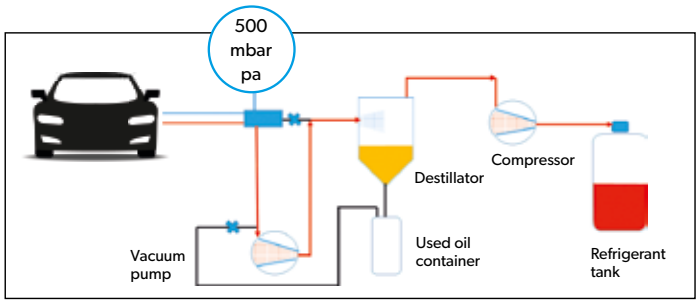 500
mbar
pa
Compressor
Destillator
Used oil
container
Vacuum
pump
Refrigerant
tank